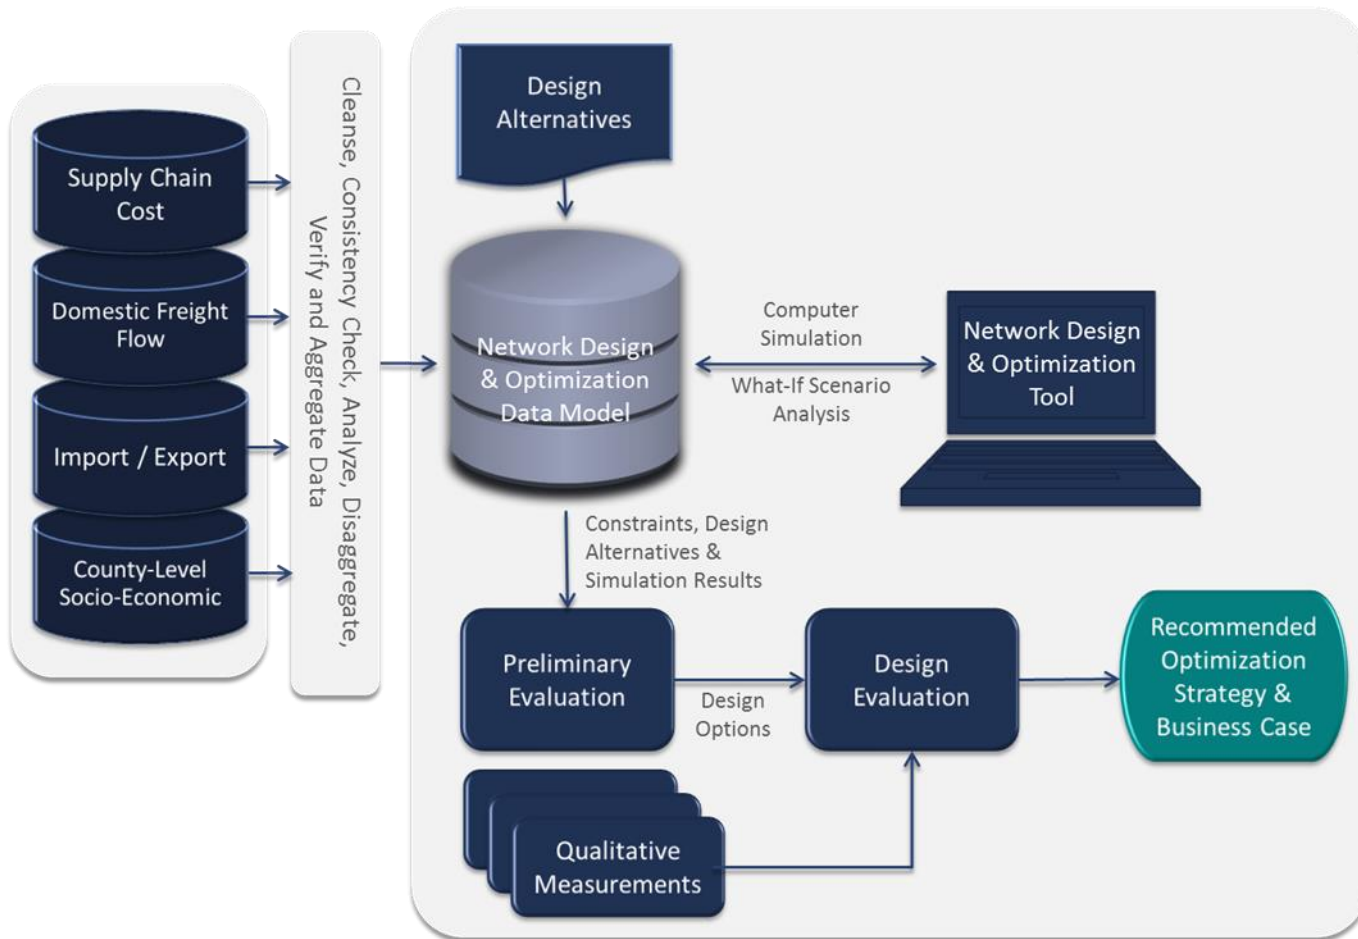 Supply Chain
Cost
Domestic Freight
Flow
Import / Export
County-Level
Socio-Economic
Cleanse, Consistency Check, Analyze, Disaggregate,
Verify and Aggregate Data
Design
Alternatives
Network Design
& Optimization
Data Model
Computer
Simulation
What-If Scenario
Analysis
Network Design
& Optimization
Tool
Constraints, Design
Alternatives &
Simulation Results
Preliminary
Evaluation
Design
Options
Design
Evaluation
Recommended
Optimization
Strategy &
Business Case
Qualitative
Measurements